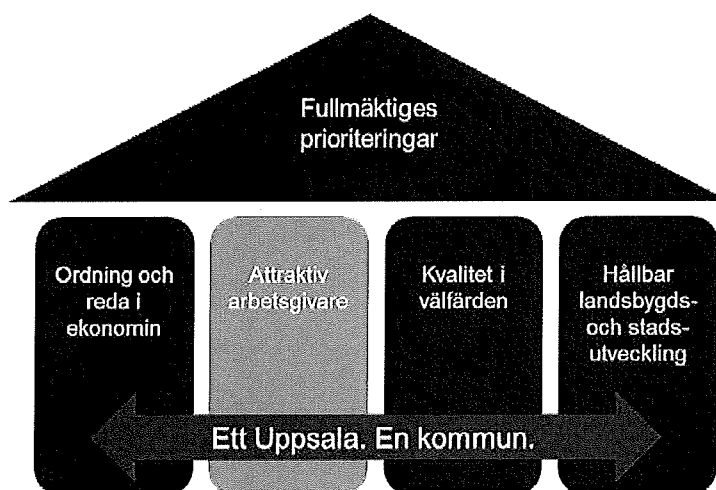 Fullmäktiges
prioriteringar
Ordning och
reda i
ekonomin
Attraktiv
arbetsgivare
Kvalitet i
välfärden
Hållbar
landsbygds-
och stads-
utveckling
Ett Uppsala. En kommun.